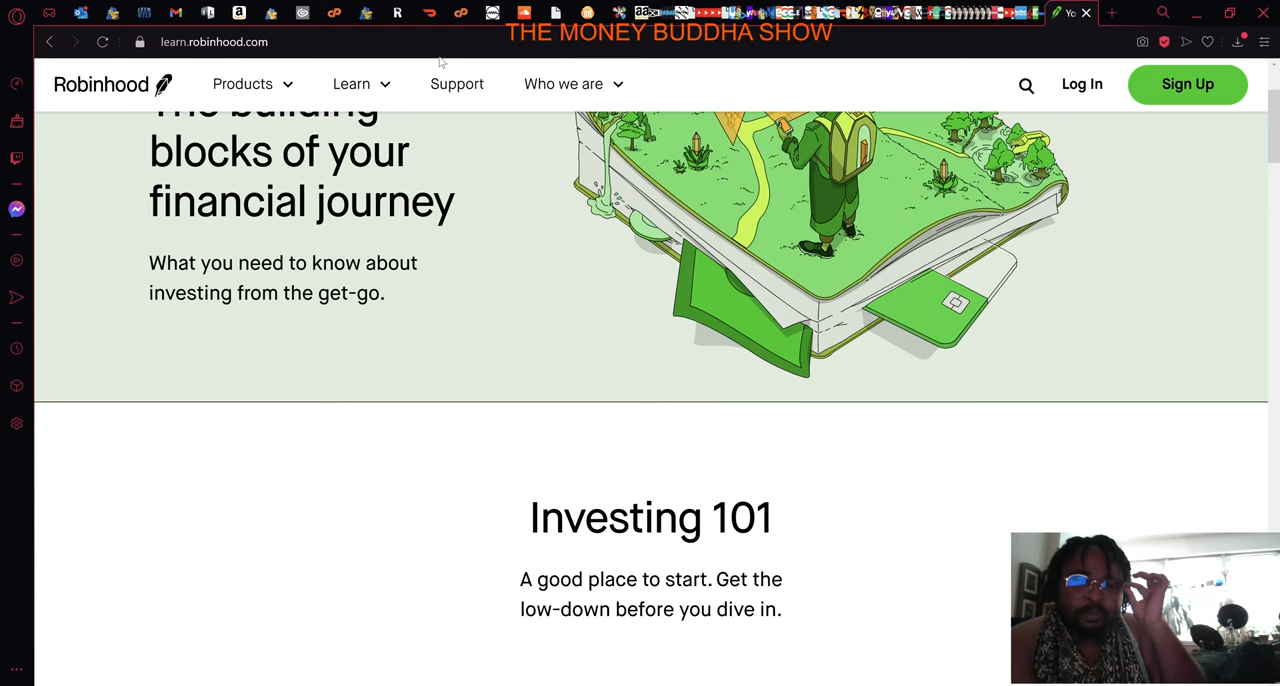 THE MONEY BUDDHA SHOW
learn.robinhood.com
Robinhood
Products
Learn
Support
Who we are
Log In
Sign Up
The building
blocks of your
financial journey
What you need to know about
investing from the get-go.
Investing 101
A good place to start. Get the
low-down before you dive in.